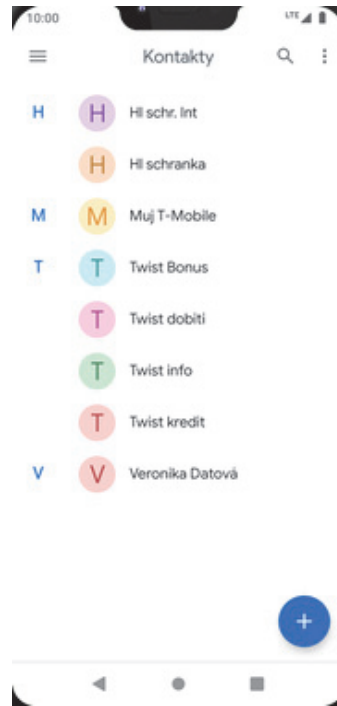 10:00 LTE
Kontakty
H H Hl schr. Int
H Hl schranka
M M Muj T-Mobile
T T Twist Bonus
T Twist dobiti
T Twist info
T Twist kredit
V V Veronika Datová
+